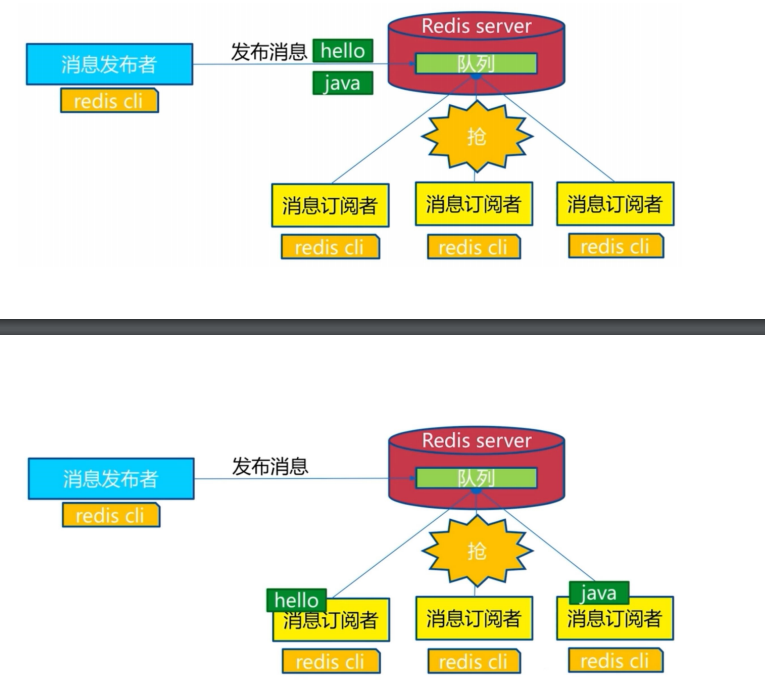 Redis server
发布消息 hello
消息发布者
队列
java
redis cli
抢
消息订阅者 消息订阅者 消息订阅者
redis cli redis cli redis cli
Redis server
发布消息
消息发布者
队列
redis cli
抢
hello java
消息订阅者 消息订阅者 消息订阅者
redis cli redis cli redis cli